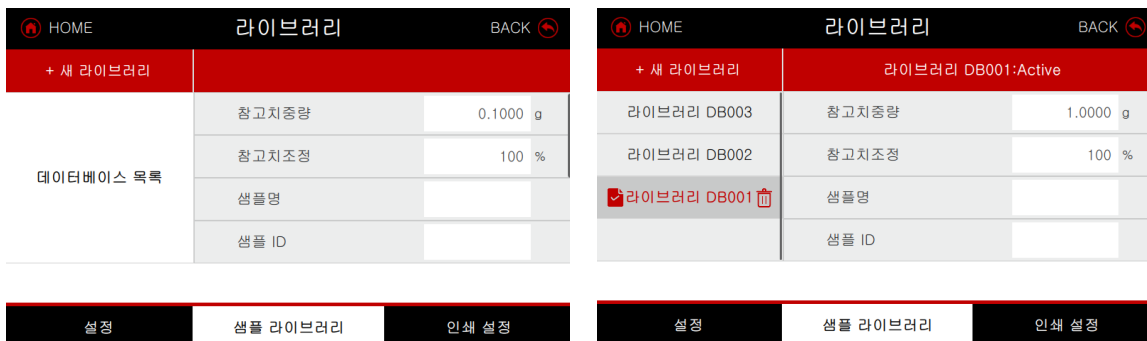 HOME 라이브러리 BACK
+ 새 라이브러리
참고치중량 0.1000 g
참고치조정 100 %
데이터베이스 목록
샘플명
샘플 ID
설정 샘플 라이브러리 인쇄 설정
HOME 라이브러리 BACK
+ 새 라이브러리 라이브러리 DB001:Active
라이브러리 DB003 참고치중량 1.0000 g
라이브러리 DB002 참고치조정 100 %
라이브러리 DB001 샘플명
샘플 ID
설정 샘플 라이브러리 인쇄 설정